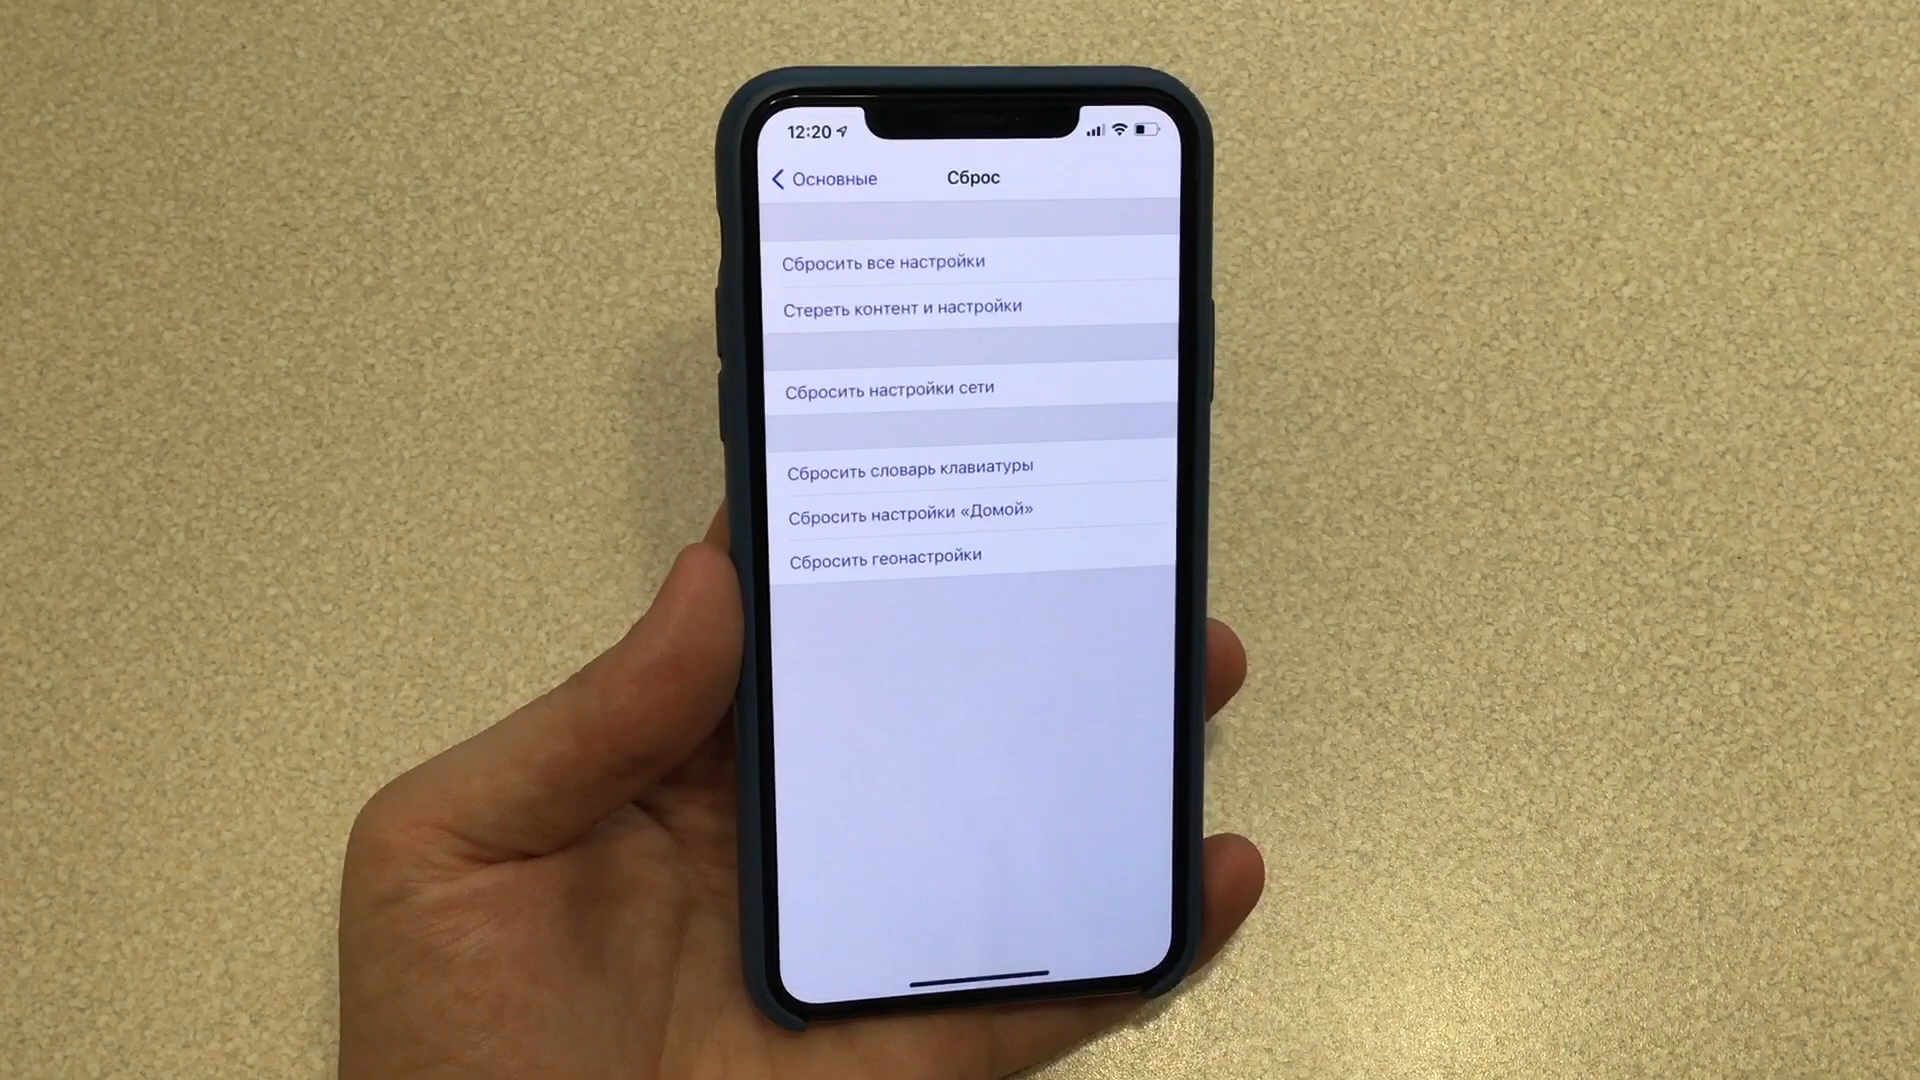 12:20
Основные
Сброс
Сбросить все настройки
Стереть контент и настройки
Сбросить настройки сети
Сбросить словарь клавиатуры
Сбросить настройки «Домой»
Сбросить геонастройки